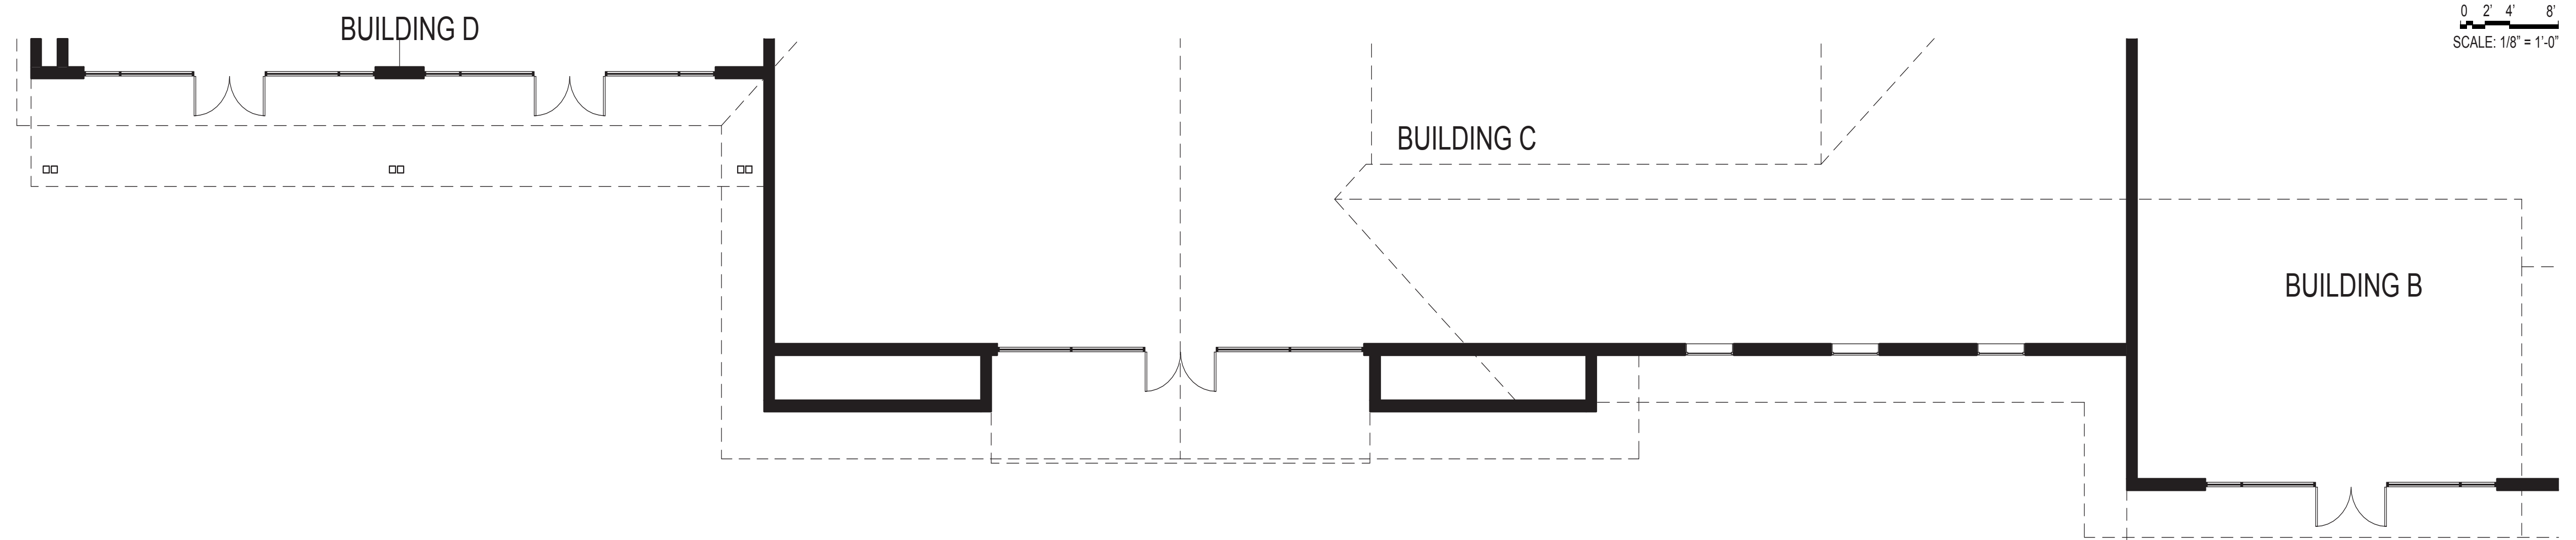 BUILDING D
0 2’ 4’ 8’
SCALE: 1/8” = 1’-0”
BUILDING C
BUILDING B